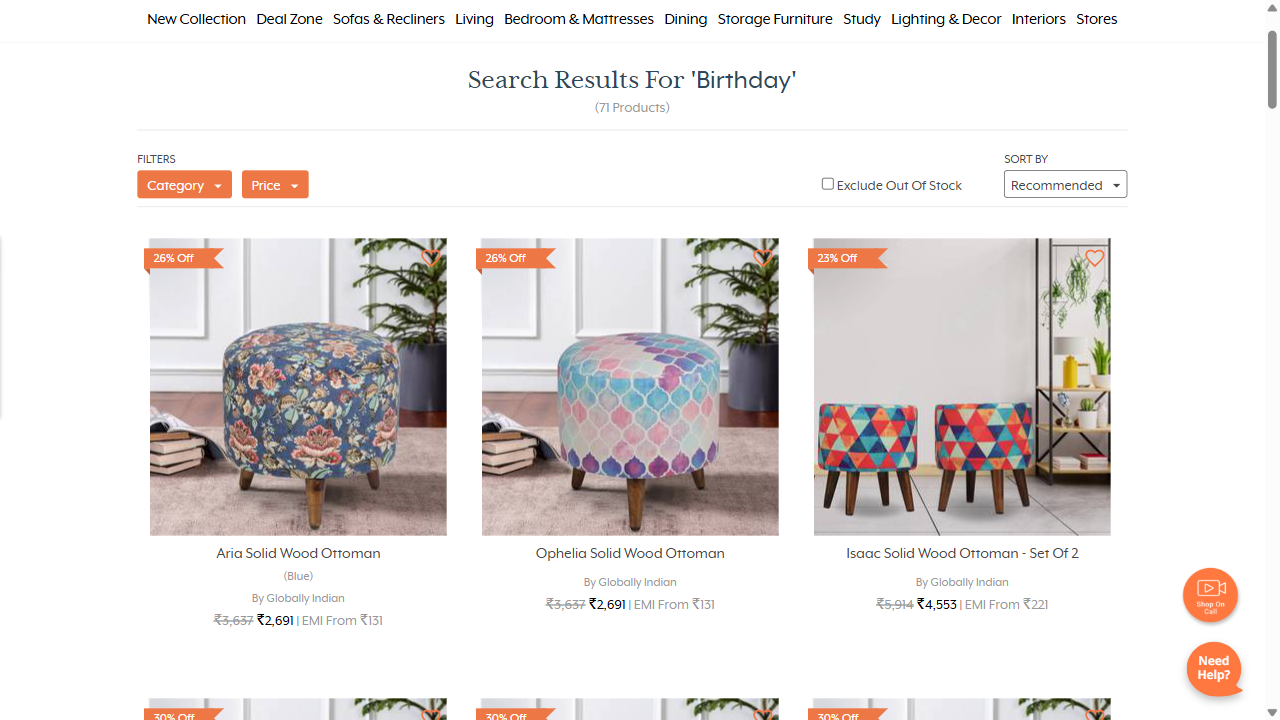 New Collection Deal Zone Sofas & Recliners Living Bedroom & Mattresses Dining Storage Furniture Study Lighting & Decor Interiors Stores
Search Results For 'Birthday'
(71 Products)
FILTERS
SORT BY
Category
Price
Exclude Out Of Stock
Recommended
26% Off
26% Off
23% Off
Aria Solid Wood Ottoman
(Blue)
By Globally Indian
₹3,637 ₹2,691 | EMI From ₹131
Ophelia Solid Wood Ottoman
By Globally Indian
₹3,637 ₹2,691 | EMI From ₹131
Isaac Solid Wood Ottoman - Set Of 2
By Globally Indian
₹5,914 ₹4,553 | EMI From ₹221
Shop On
Call
Need
Help?
30% Off
30% Off
30% Off